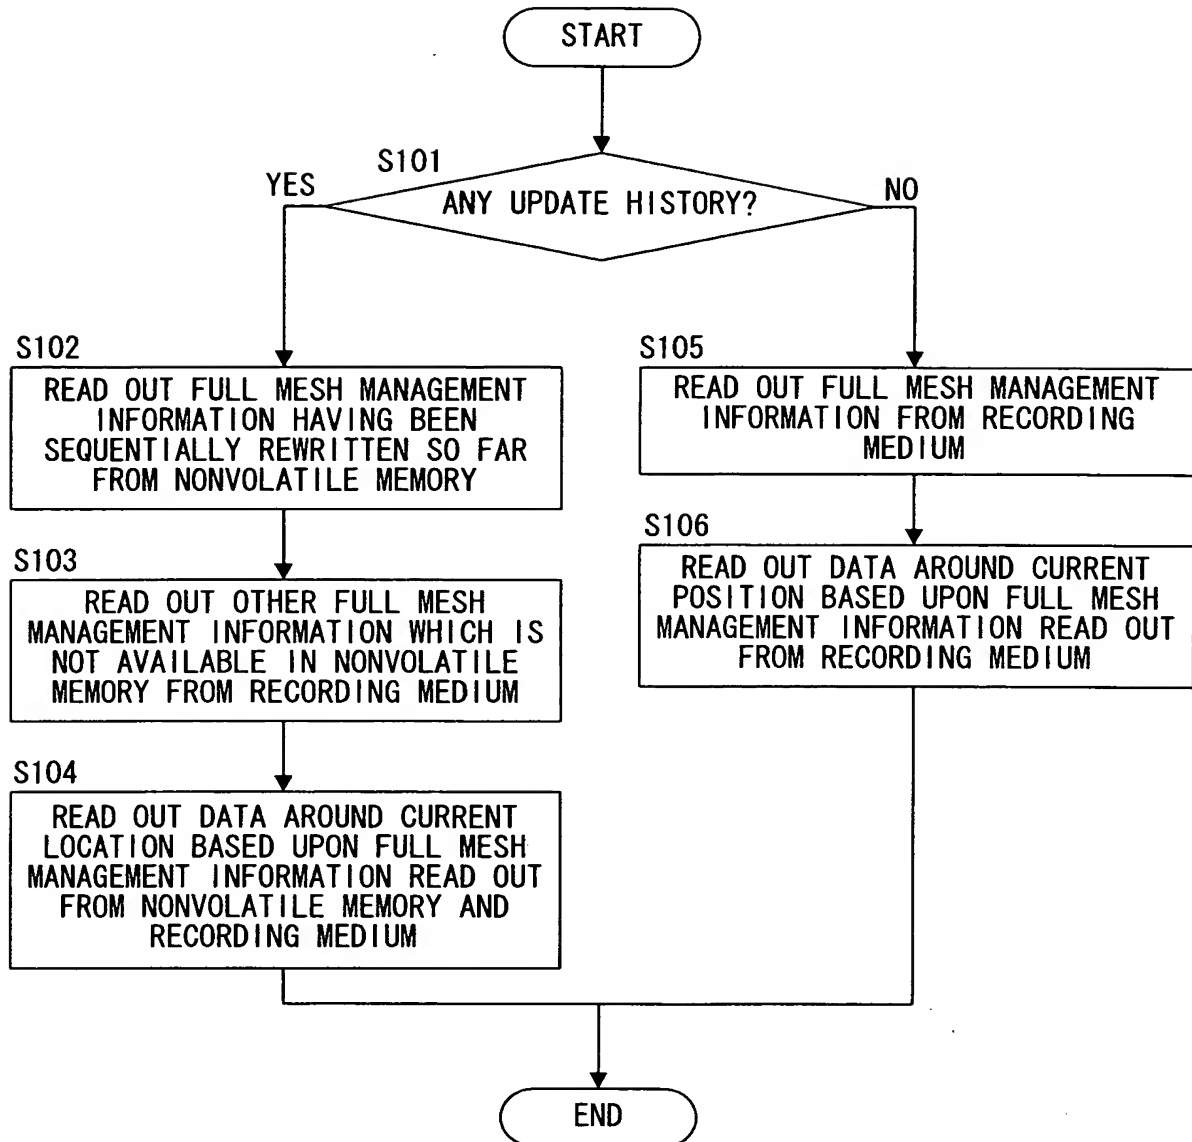 START
S101
YES
ANY UPDATE HISTORY?
NO
S102
READ OUT FULL MESH MANAGEMENT
INFORMATION HAVING BEEN
SEQUENTIALLY REWRITTEN SO FAR
FROM NONVOLATILE MEMORY
S103
READ OUT OTHER FULL MESH
MANAGEMENT INFORMATION WHICH IS
NOT AVAILABLE IN NONVOLATILE
MEMORY FROM RECORDING MEDIUM
S104
READ OUT DATA AROUND CURRENT
LOCATION BASED UPON FULL MESH
MANAGEMENT INFORMATION READ OUT
FROM NONVOLATILE MEMORY AND
RECORDING MEDIUM
S105
READ OUT FULL MESH MANAGEMENT
INFORMATION FROM RECORDING
MEDIUM
S106
READ OUT DATA AROUND CURRENT
POSITION BASED UPON FULL MESH
MANAGEMENT INFORMATION READ OUT
FROM RECORDING MEDIUM
END